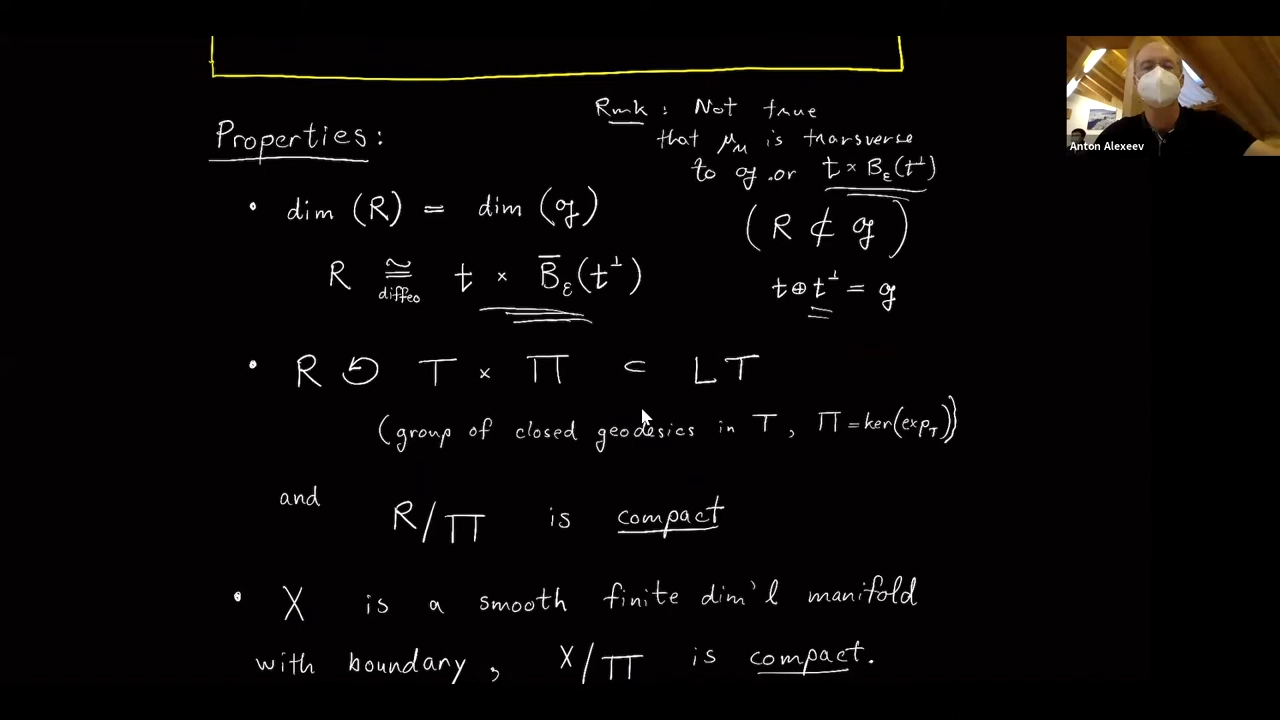 Rmk : Not true
that μ_M is transverse
to 𝔤 or t × B_ε(t^⊥)
Properties:
• dim (R) = dim (𝔤)
(R ⊄ 𝔤)
R ≅ t × B̅_ε(t^⊥)
diffeo
t ⊕ t^⊥ = 𝔤
• R ↺ T × Π ⊂ LT
(group of closed geodesics in T, Π = ker(exp_T))
and R/Π is compact
• X is a smooth finite dim'l manifold
with boundary, X/Π is compact.
Anton Alexeev